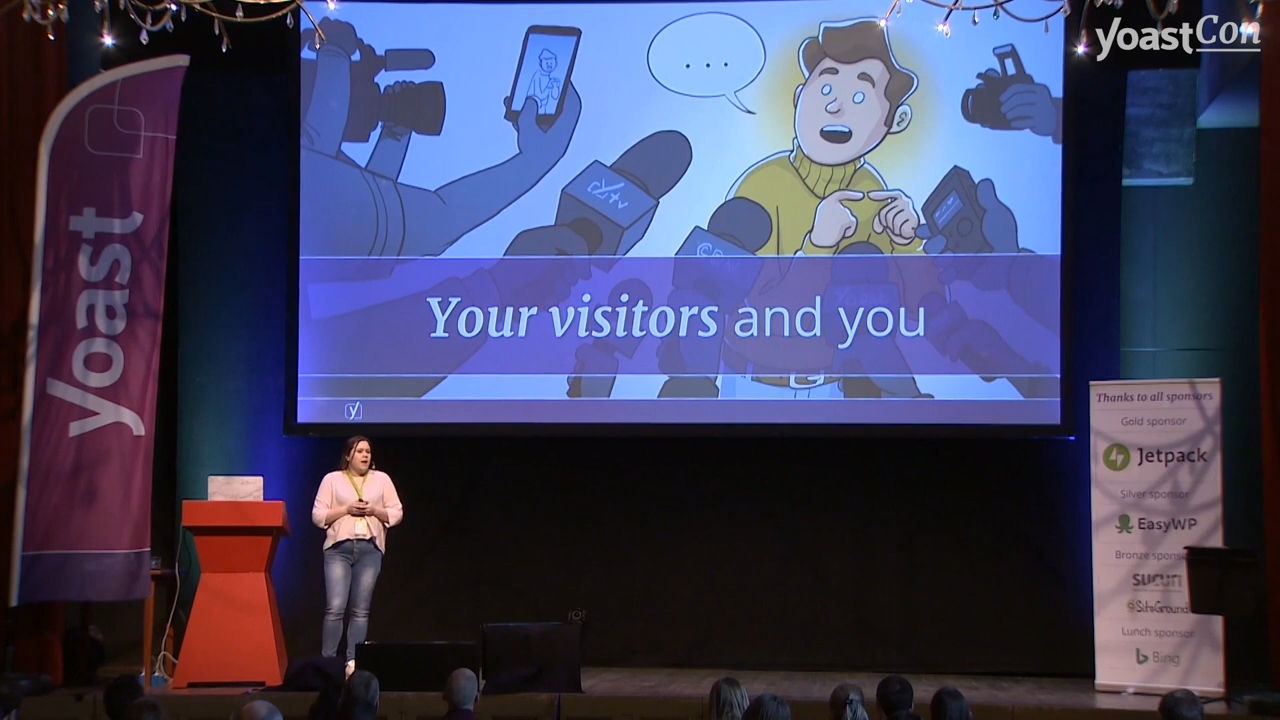 YoastCon
yoast
...
Your visitors and you
y
Thanks to all sponsors
Gold sponsor
Jetpack
Silver sponsor
EasyWP
Bronze sponsor
SUCURI
SiteGround
Lunch sponsor
Bing